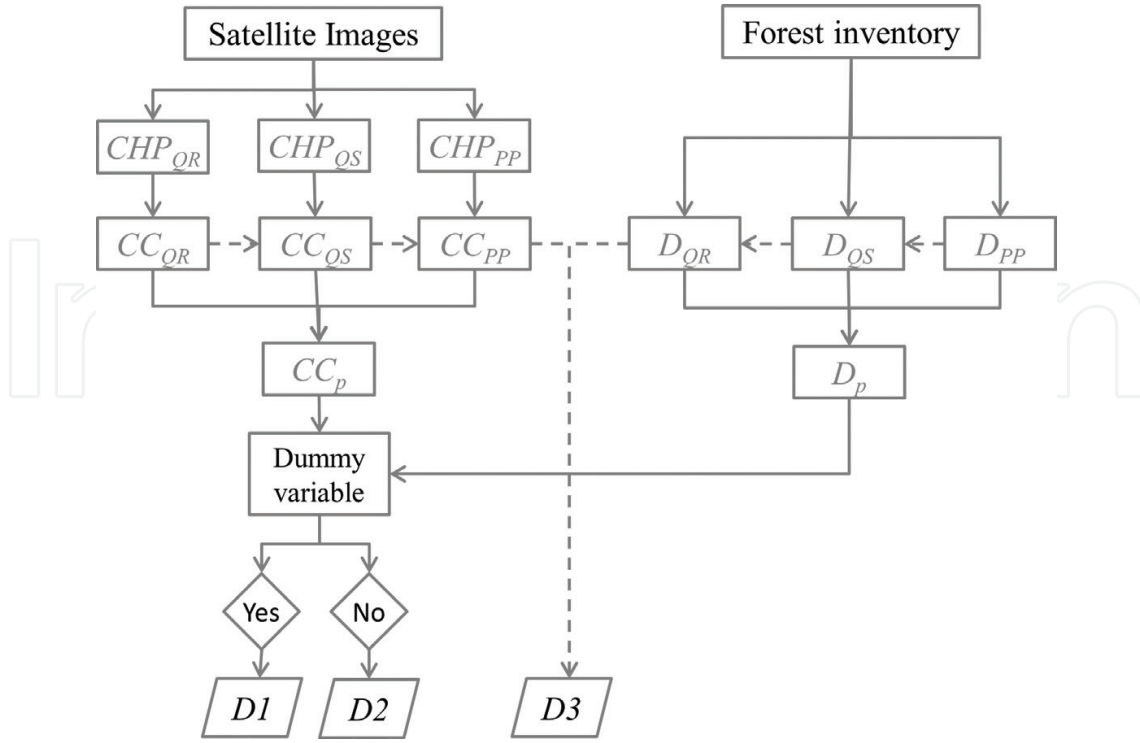 Satellite Images
Forest inventory
CHP_QR
CHP_QS
CHP_PP
CC_QR
CC_QS
CC_PP
D_QR
D_QS
D_PP
CC_p
D_p
Dummy
variable
Yes
No
D1
D2
D3